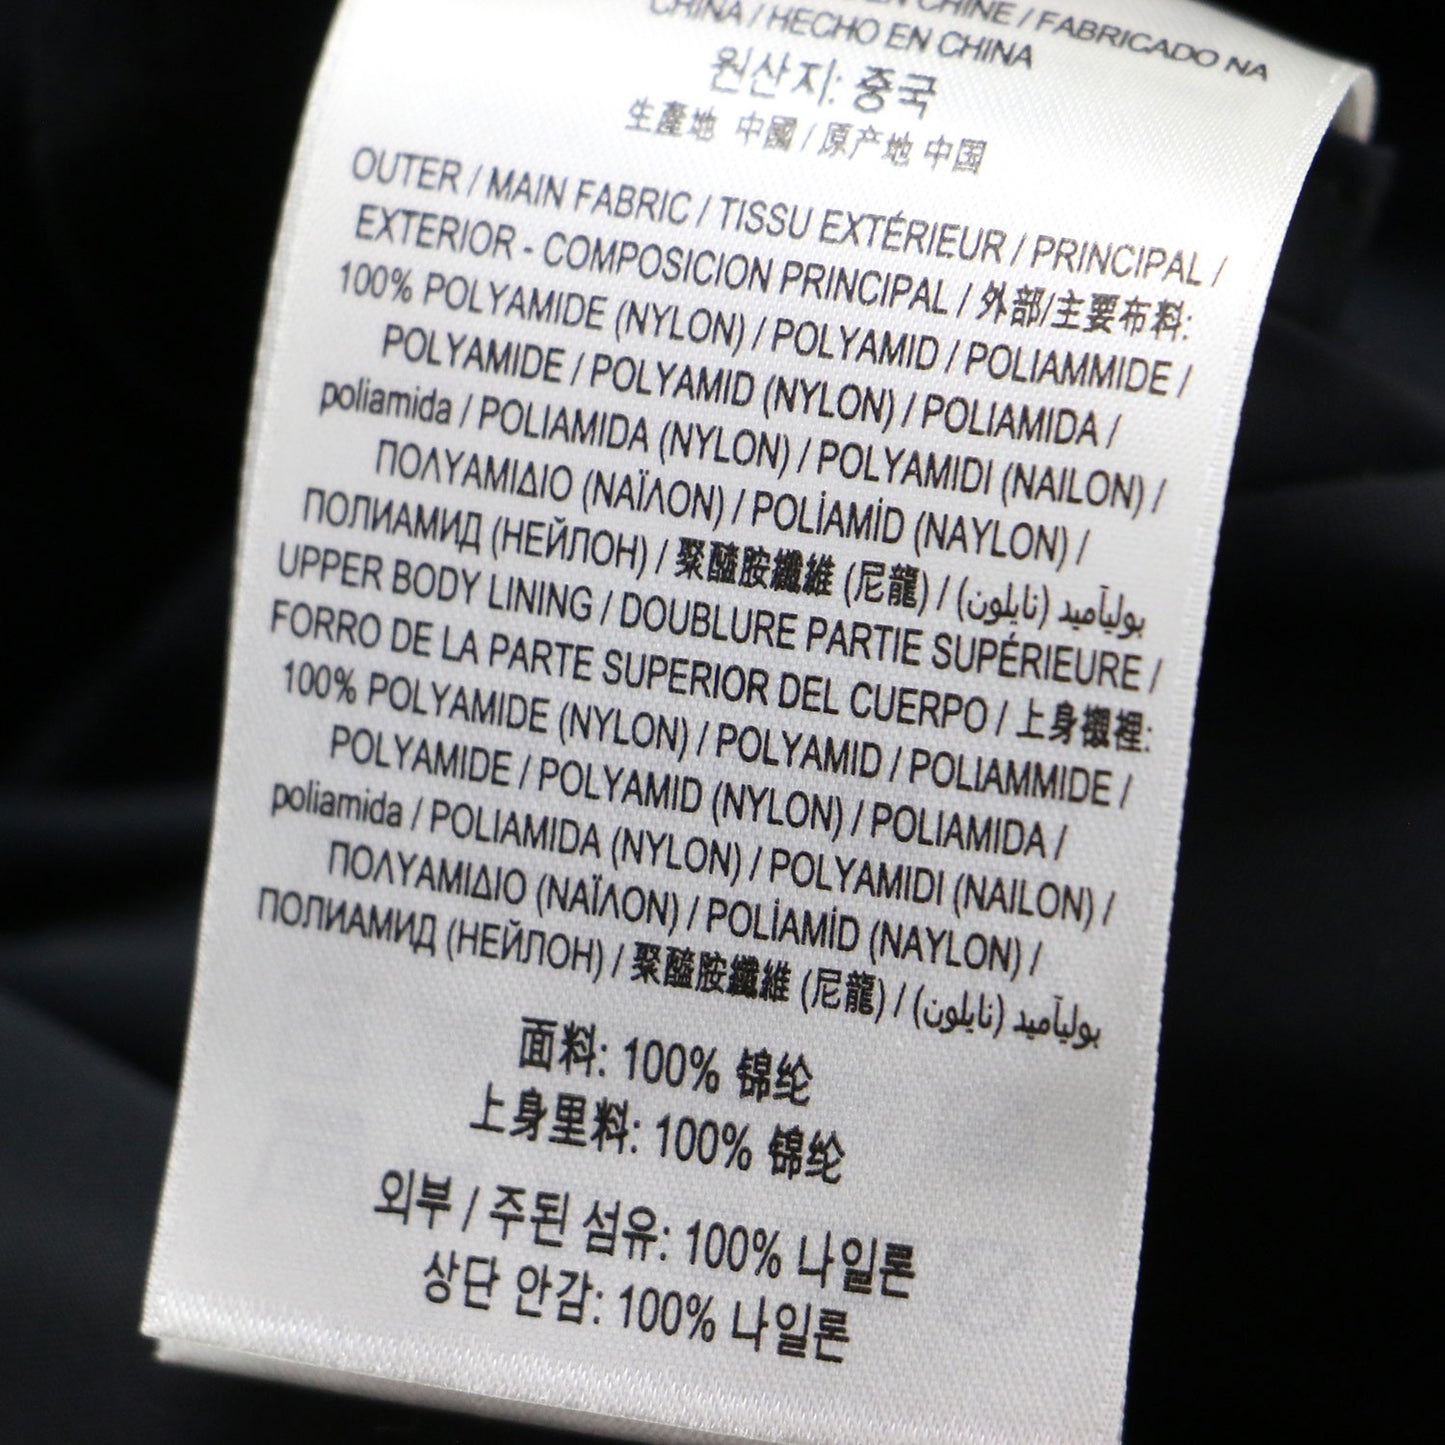 EN CHINE / FABRICADO NA
CHINA / HECHO EN CHINA
원산지: 중국
生產地 中國 / 原产地 中国
OUTER / MAIN FABRIC / TISSU EXTÉRIEUR / PRINCIPAL /
EXTERIOR - COMPOSICION PRINCIPAL / 外部/主要布料:
100% POLYAMIDE (NYLON) / POLYAMID / POLIAMMIDE /
POLYAMIDE / POLYAMID (NYLON) / POLIAMIDA /
poliamida / POLIAMIDA (NYLON) / POLYAMIDI (NAILON) /
ΠΟΛΥΑΜΙΔΙΟ (ΝΑΪΛΟΝ) / POLİAMİD (NAYLON) /
ПОЛИАМИД (НЕЙЛОН) / 聚醯胺纖維 (尼龍) / بوليآميد (نايلون)
UPPER BODY LINING / DOUBLURE PARTIE SUPÉRIEURE /
FORRO DE LA PARTE SUPERIOR DEL CUERPO / 上身襯裡:
100% POLYAMIDE (NYLON) / POLYAMID / POLIAMMIDE /
POLYAMIDE / POLYAMID (NYLON) / POLIAMIDA /
poliamida / POLIAMIDA (NYLON) / POLYAMIDI (NAILON) /
ΠΟΛΥΑΜΙΔΙΟ (ΝΑΪΛΟΝ) / POLİAMİD (NAYLON) /
ПОЛИАМИД (НЕЙЛОН) / 聚醯胺纖維 (尼龍) / بوليآميد (نايلون)
面料: 100% 锦纶
上身里料: 100% 锦纶
외부 / 주된 섬유: 100% 나일론
상단 안감: 100% 나일론